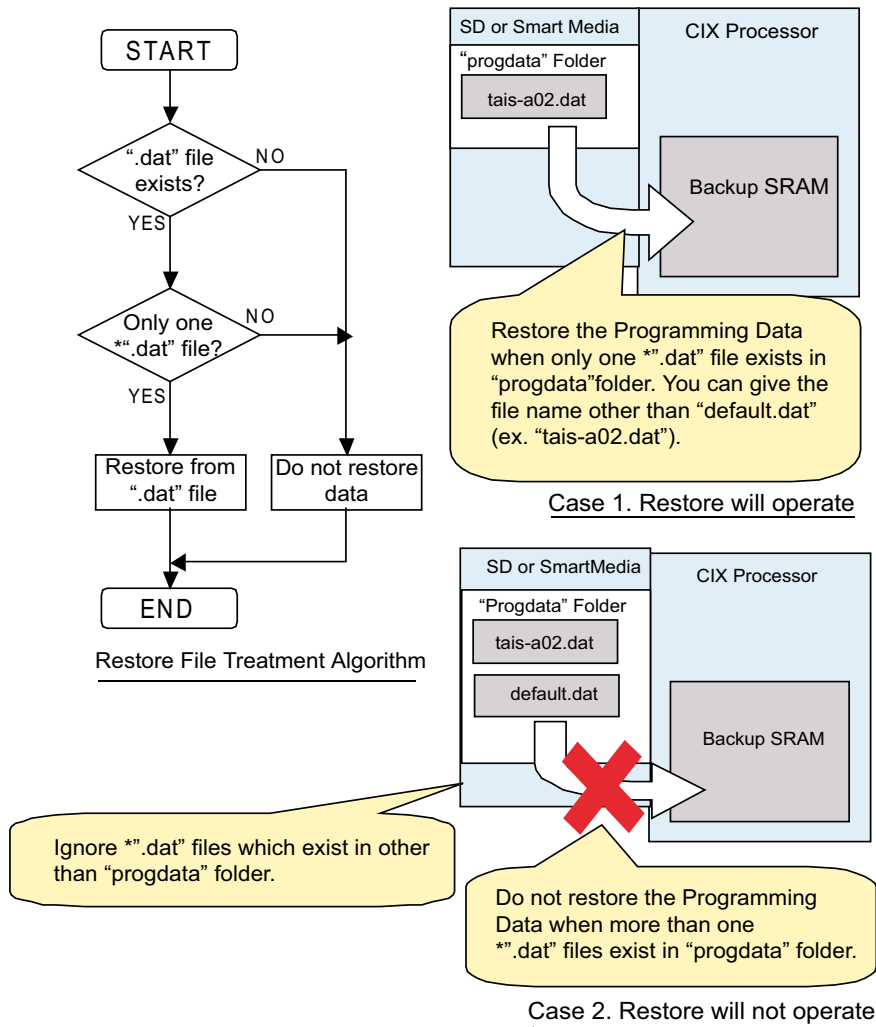 START
“.dat” file
exists?
NO
YES
Only one
*“.dat” file?
NO
YES
Restore from
“.dat” file
Do not restore
data
END
Restore File Treatment Algorithm
SD or Smart Media
CIX Processor
“progdata” Folder
tais-a02.dat
Backup SRAM
Restore the Programming Data
when only one *”.dat” file exists in
“progdata”folder. You can give the
file name other than “default.dat”
(ex. “tais-a02.dat”).
Case 1. Restore will operate
SD or SmartMedia
CIX Processor
“Progdata” Folder
tais-a02.dat
default.dat
Backup SRAM
Ignore *”.dat” files which exist in other
than “progdata” folder.
Do not restore the Programming
Data when more than one
*”.dat” files exist in “progdata” folder.
Case 2. Restore will not operate